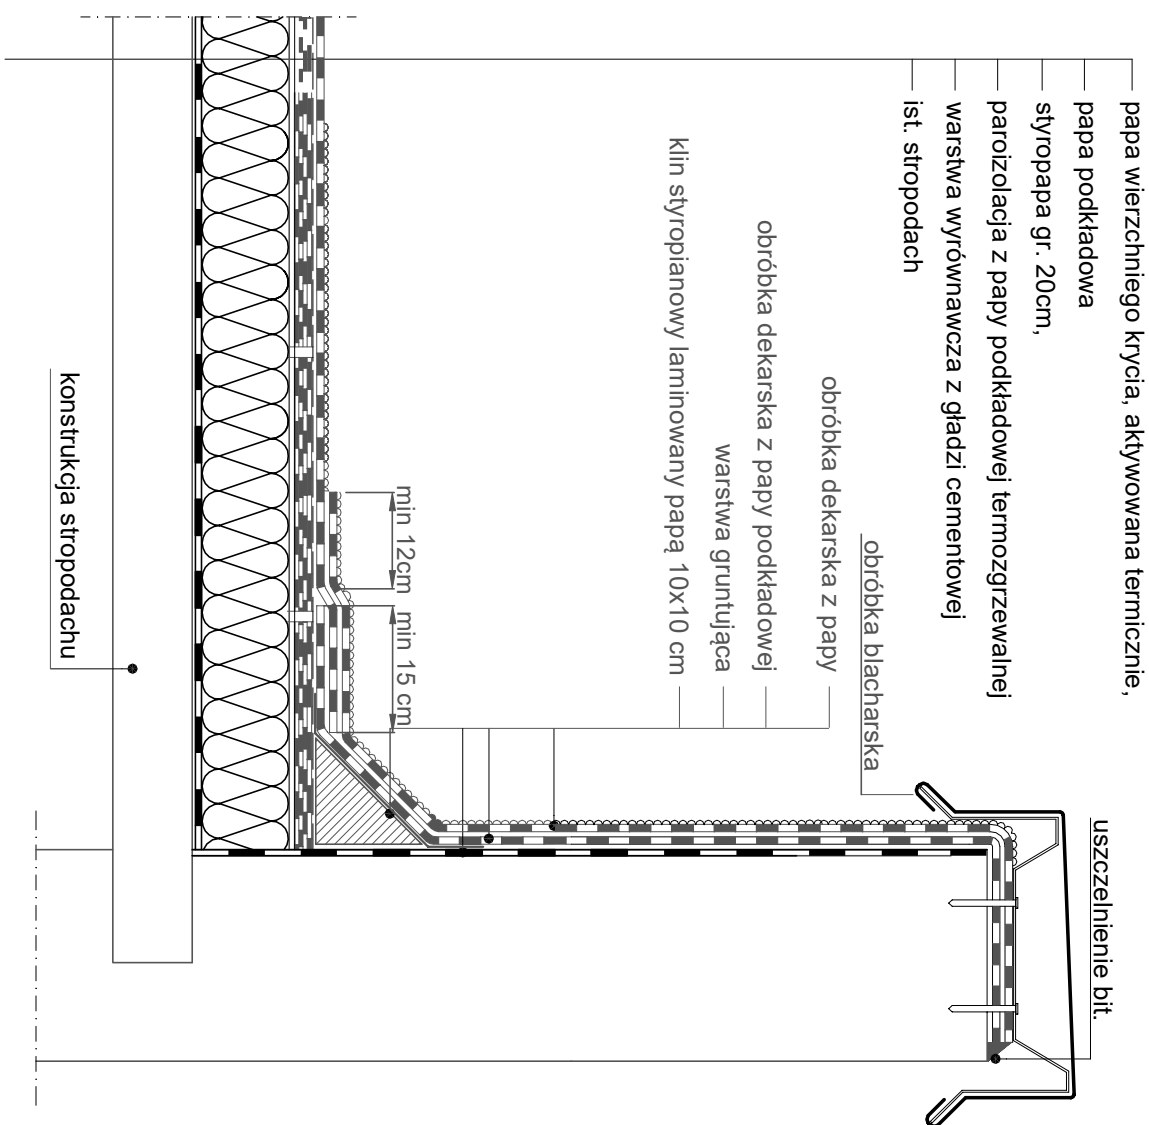 papa wierzchniego krycia, aktywowana termicznie,
papa podkładowa
styropapa gr. 20cm,
paroizolacja z papy podkładowej termozgrzewalnej
warstwa wyrównawcza z gładzi cementowej
ist. stropodach
uszczelnienie bit.
obróbka blacharska
obróbka dekarska z papy
obróbka dekarska z papy podkładowej
warstwa gruntująca
klin styropianowy laminowany papą 10x10 cm
min 12cm
min 15 cm
konstrukcja stropodachu